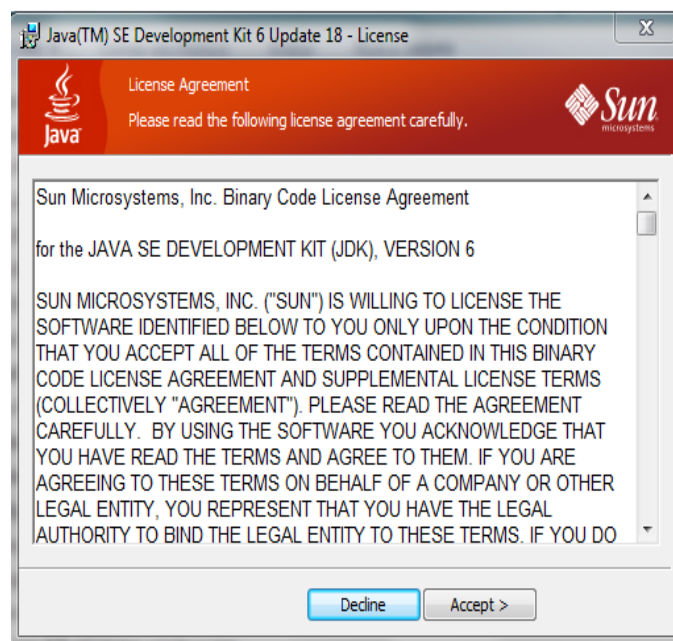 Java(TM) SE Development Kit 6 Update 18 - License
License Agreement
Please read the following license agreement carefully.
Java
Sun
microsystems
Sun Microsystems, Inc. Binary Code License Agreement
for the JAVA SE DEVELOPMENT KIT (JDK), VERSION 6
SUN MICROSYSTEMS, INC. ("SUN") IS WILLING TO LICENSE THE
SOFTWARE IDENTIFIED BELOW TO YOU ONLY UPON THE CONDITION
THAT YOU ACCEPT ALL OF THE TERMS CONTAINED IN THIS BINARY
CODE LICENSE AGREEMENT AND SUPPLEMENTAL LICENSE TERMS
(COLLECTIVELY "AGREEMENT"). PLEASE READ THE AGREEMENT
CAREFULLY.  BY USING THE SOFTWARE YOU ACKNOWLEDGE THAT
YOU HAVE READ THE TERMS AND AGREE TO THEM. IF YOU ARE
AGREEING TO THESE TERMS ON BEHALF OF A COMPANY OR OTHER
LEGAL ENTITY, YOU REPRESENT THAT YOU HAVE THE LEGAL
AUTHORITY TO BIND THE LEGAL ENTITY TO THESE TERMS. IF YOU DO
Decline
Accept >